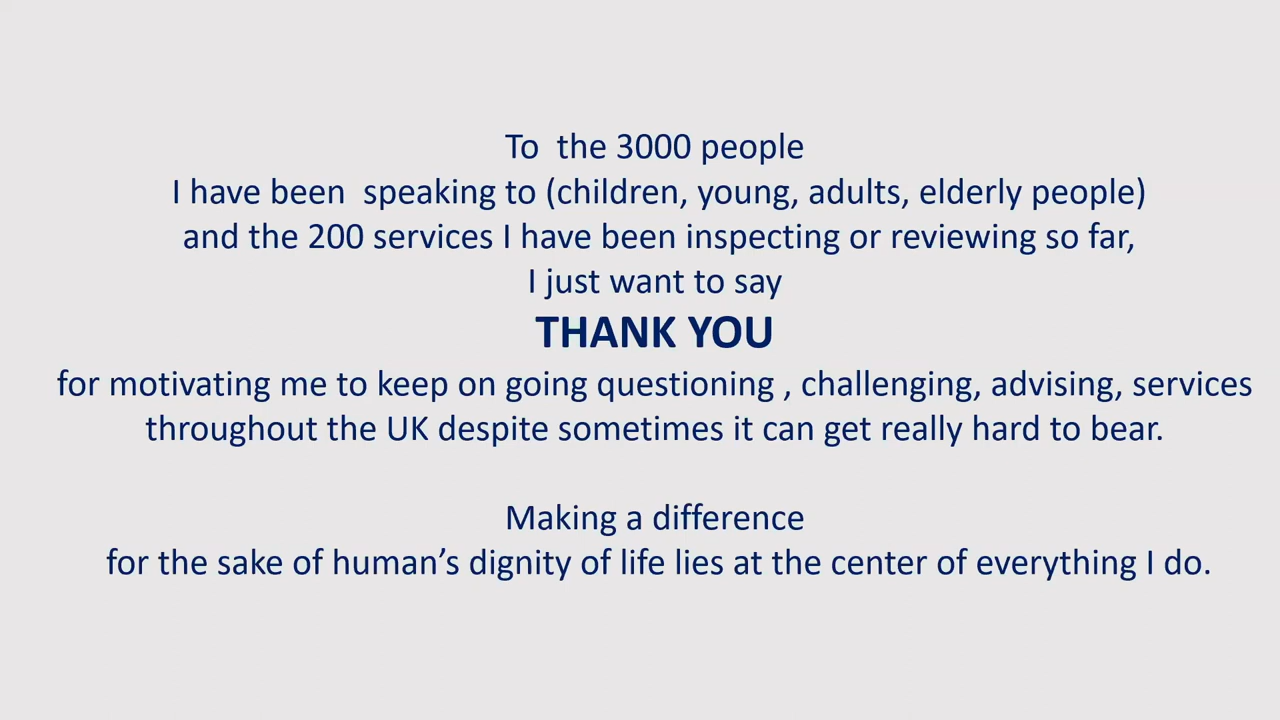 To  the 3000 people
I have been  speaking to (children, young, adults, elderly people)
and the 200 services I have been inspecting or reviewing so far,
I just want to say
THANK YOU
for motivating me to keep on going questioning , challenging, advising, services
throughout the UK despite sometimes it can get really hard to bear.
Making a difference
for the sake of human’s dignity of life lies at the center of everything I do.